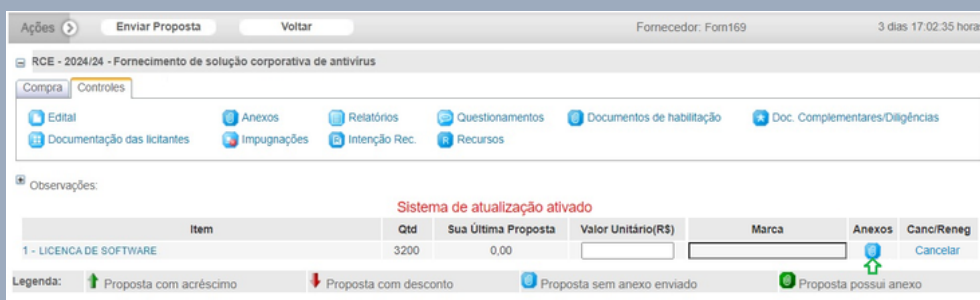 Ações Enviar Proposta Voltar Fornecedor: Forn169 3 dias 17:02:35 horas
RCE - 2024/24 - Fornecimento de solução corporativa de antivírus
Compra Controles
Edital Anexos Relatórios Questionamentos Documentos de habilitação Doc. Complementares/Diligências
Documentação das licitantes Impugnações Intenção Rec. Recursos
Observações:
Sistema de atualização ativado
Item Qtd Sua Última Proposta Valor Unitário(R$) Marca Anexos Canc/Reneg
1 - LICENCA DE SOFTWARE 3200 0,00 Cancelar
Legenda: Proposta com acréscimo Proposta com desconto Proposta sem anexo enviado Proposta possui anexo